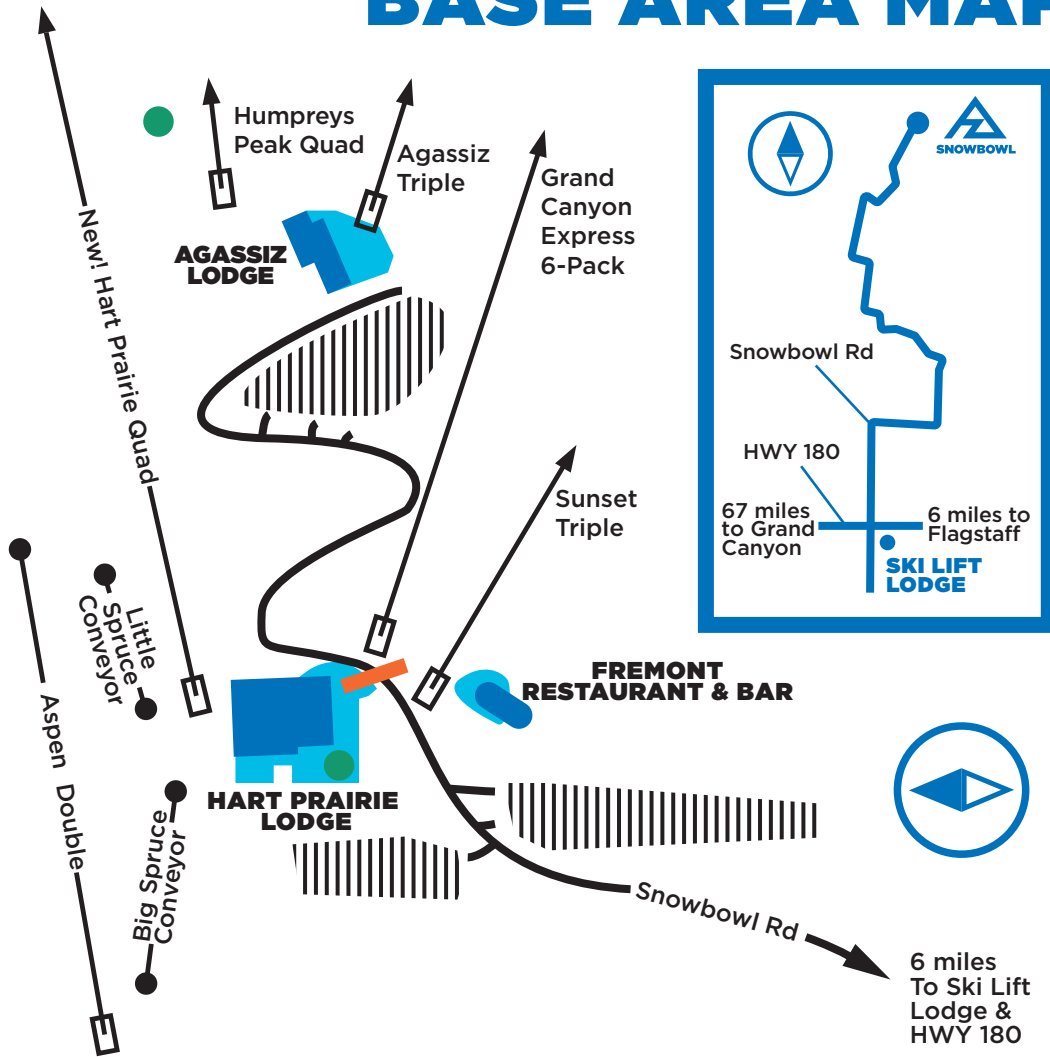 BASE AREA MAP
Humpreys
Peak Quad
Agassiz
Triple
Grand
Canyon
Express
6-Pack
AGASSIZ
LODGE
New! Hart Prairie Quad
SNOWBOWL
Snowbowl Rd
HWY 180
67 miles
to Grand
Canyon
6 miles to
Flagstaff
SKI LIFT
LODGE
Sunset
Triple
Little
Spruce
Conveyor
FREMONT
RESTAURANT & BAR
Aspen Double
HART PRAIRIE
LODGE
Big Spruce
Conveyor
Snowbowl Rd
6 miles
To Ski Lift
Lodge &
HWY 180